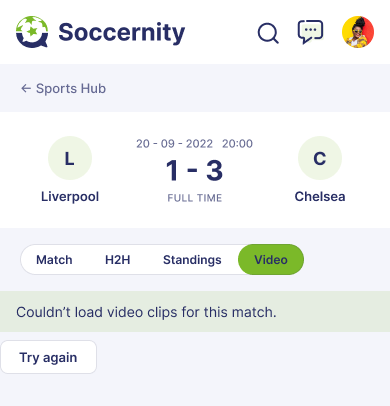 Soccernity
← Sports Hub
20 - 09 - 2022 20:00
L 1 - 3 C
Liverpool FULL TIME Chelsea
Match H2H Standings Video
Couldn’t load video clips for this match.
Try again